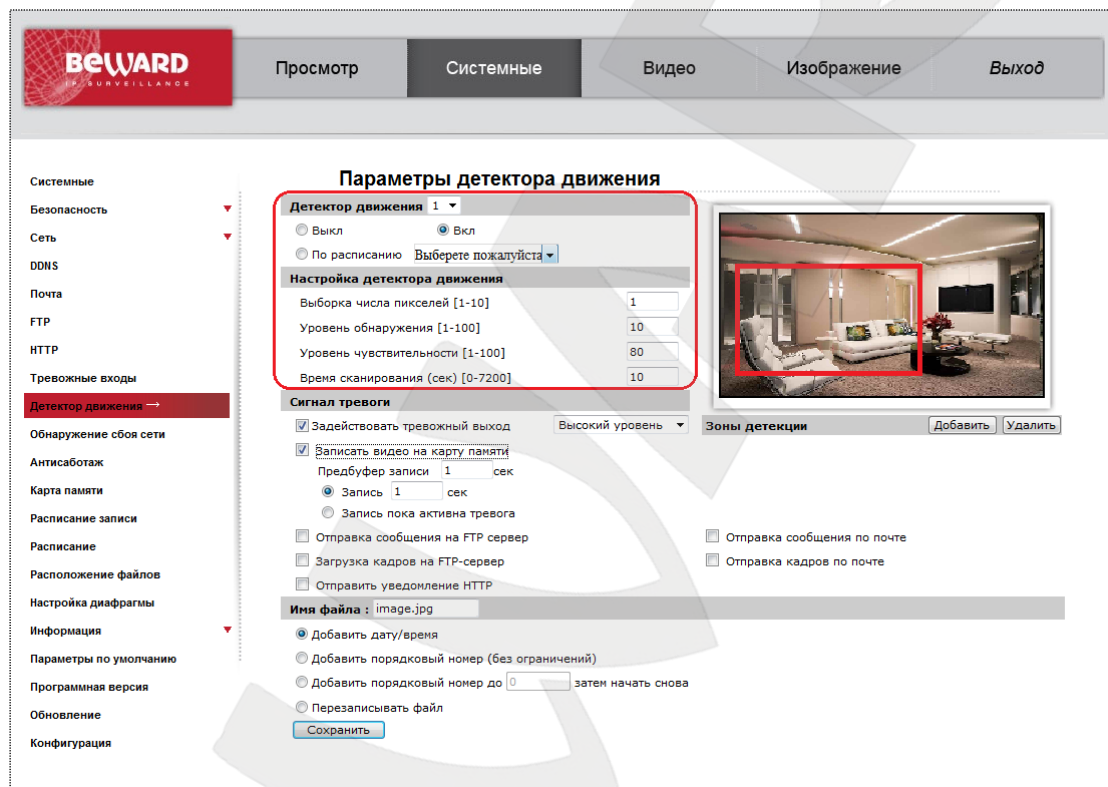 BEWARD
IP SURVEILLANCE
Просмотр
Системные
Видео
Изображение
Выход
Системные
Безопасность
Сеть
DDNS
Почта
FTP
HTTP
Тревожные входы
Детектор движения →
Обнаружение сбоя сети
Антисаботаж
Карта памяти
Расписание записи
Расписание
Расположение файлов
Настройка диафрагмы
Информация
Параметры по умолчанию
Программная версия
Обновление
Конфигурация
Параметры детектора движения
Детектор движения 1
Выкл Вкл
По расписанию Выберете пожалуйста
Настройка детектора движения
Выборка числа пикселей [1-10] 1
Уровень обнаружения [1-100] 10
Уровень чувствительности [1-100] 80
Время сканирования (сек) [0-7200] 10
Сигнал тревоги
Задействовать тревожный выход Высокий уровень
Зоны детекции Добавить Удалить
Записать видео на карту памяти
Предбуфер записи 1 сек
Запись 1 сек
Запись пока активна тревога
Отправка сообщения на FTP сервер Отправка сообщения по почте
Загрузка кадров на FTP-сервер Отправка кадров по почте
Отправить уведомление HTTP
Имя файла : image.jpg
Добавить дату/время
Добавить порядковый номер (без ограничений)
Добавить порядковый номер до 0 затем начать снова
Перезаписывать файл
Сохранить